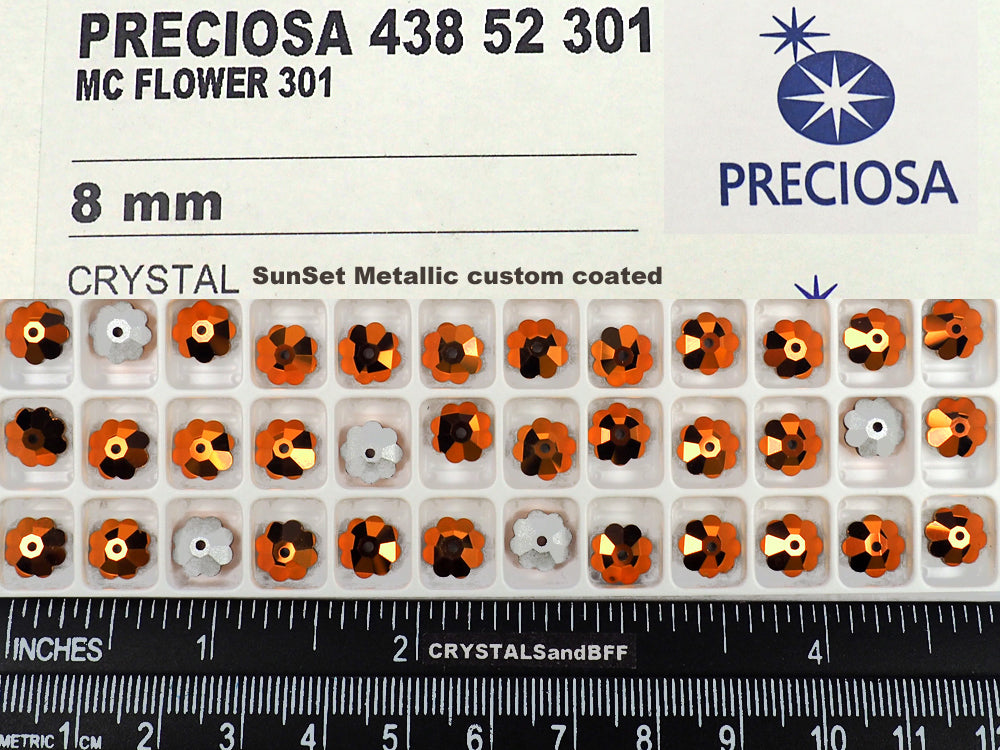 PRECIOSA 438 52 301
MC FLOWER 301
PRECIOSA
8 mm
CRYSTAL SunSet Metallic custom coated
INCHES 1 2 CRYSTALSandBFF 4
METRIC 1 CM 2 3 4 5 6 7 8 9 10 11 1